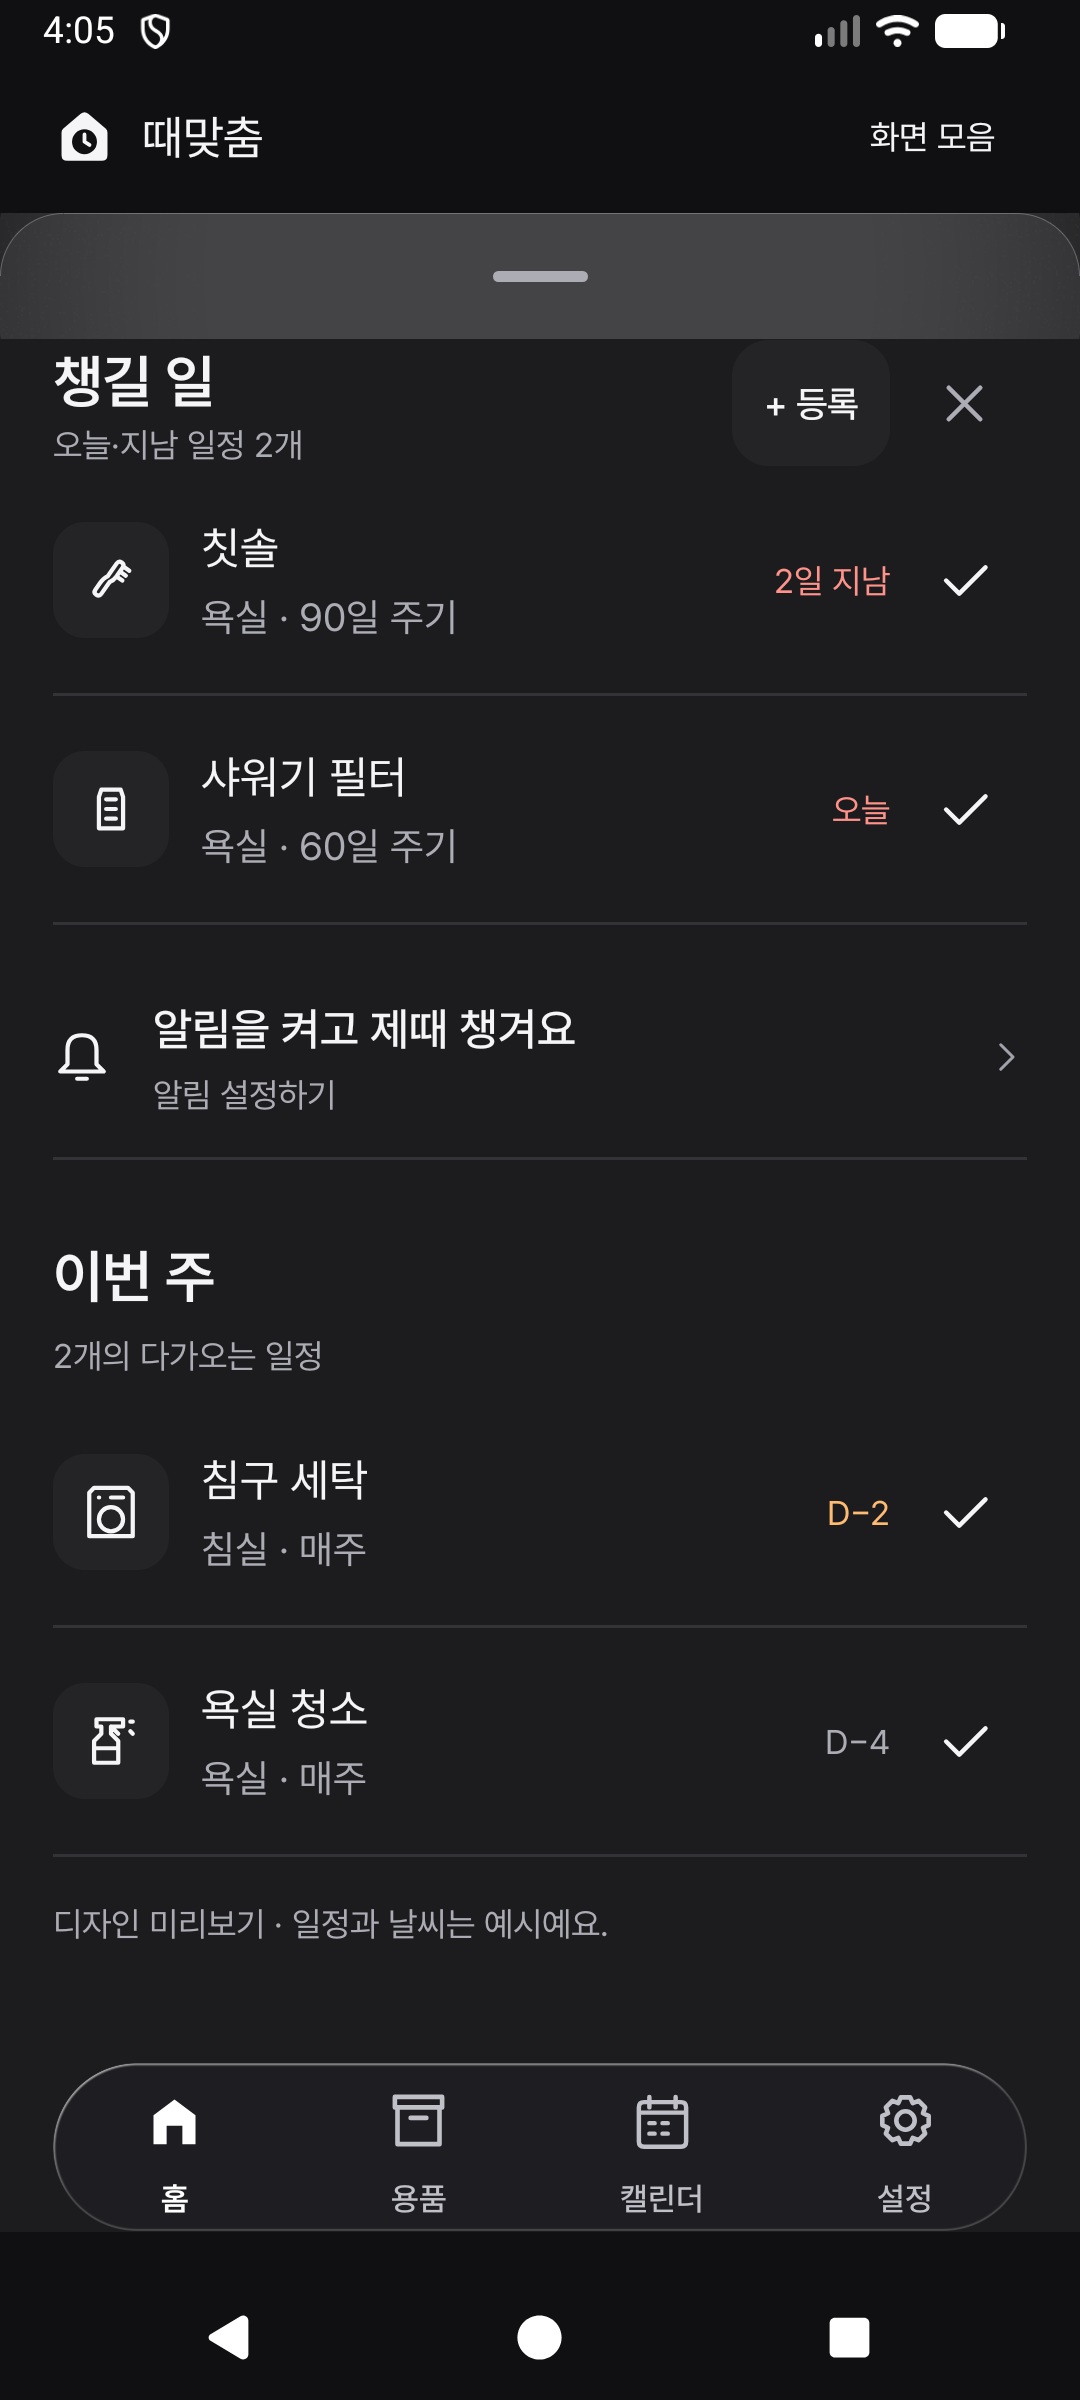 4:05
때맞춤
화면 모음
챙길 일
+ 등록
오늘·지남 일정 2개
칫솔
욕실 · 90일 주기
2일 지남
샤워기 필터
욕실 · 60일 주기
오늘
알림을 켜고 제때 챙겨요
알림 설정하기
이번 주
2개의 다가오는 일정
침구 세탁
침실 · 매주
D-2
욕실 청소
욕실 · 매주
D-4
디자인 미리보기 · 일정과 날씨는 예시예요.
홈
용품
캘린더
설정